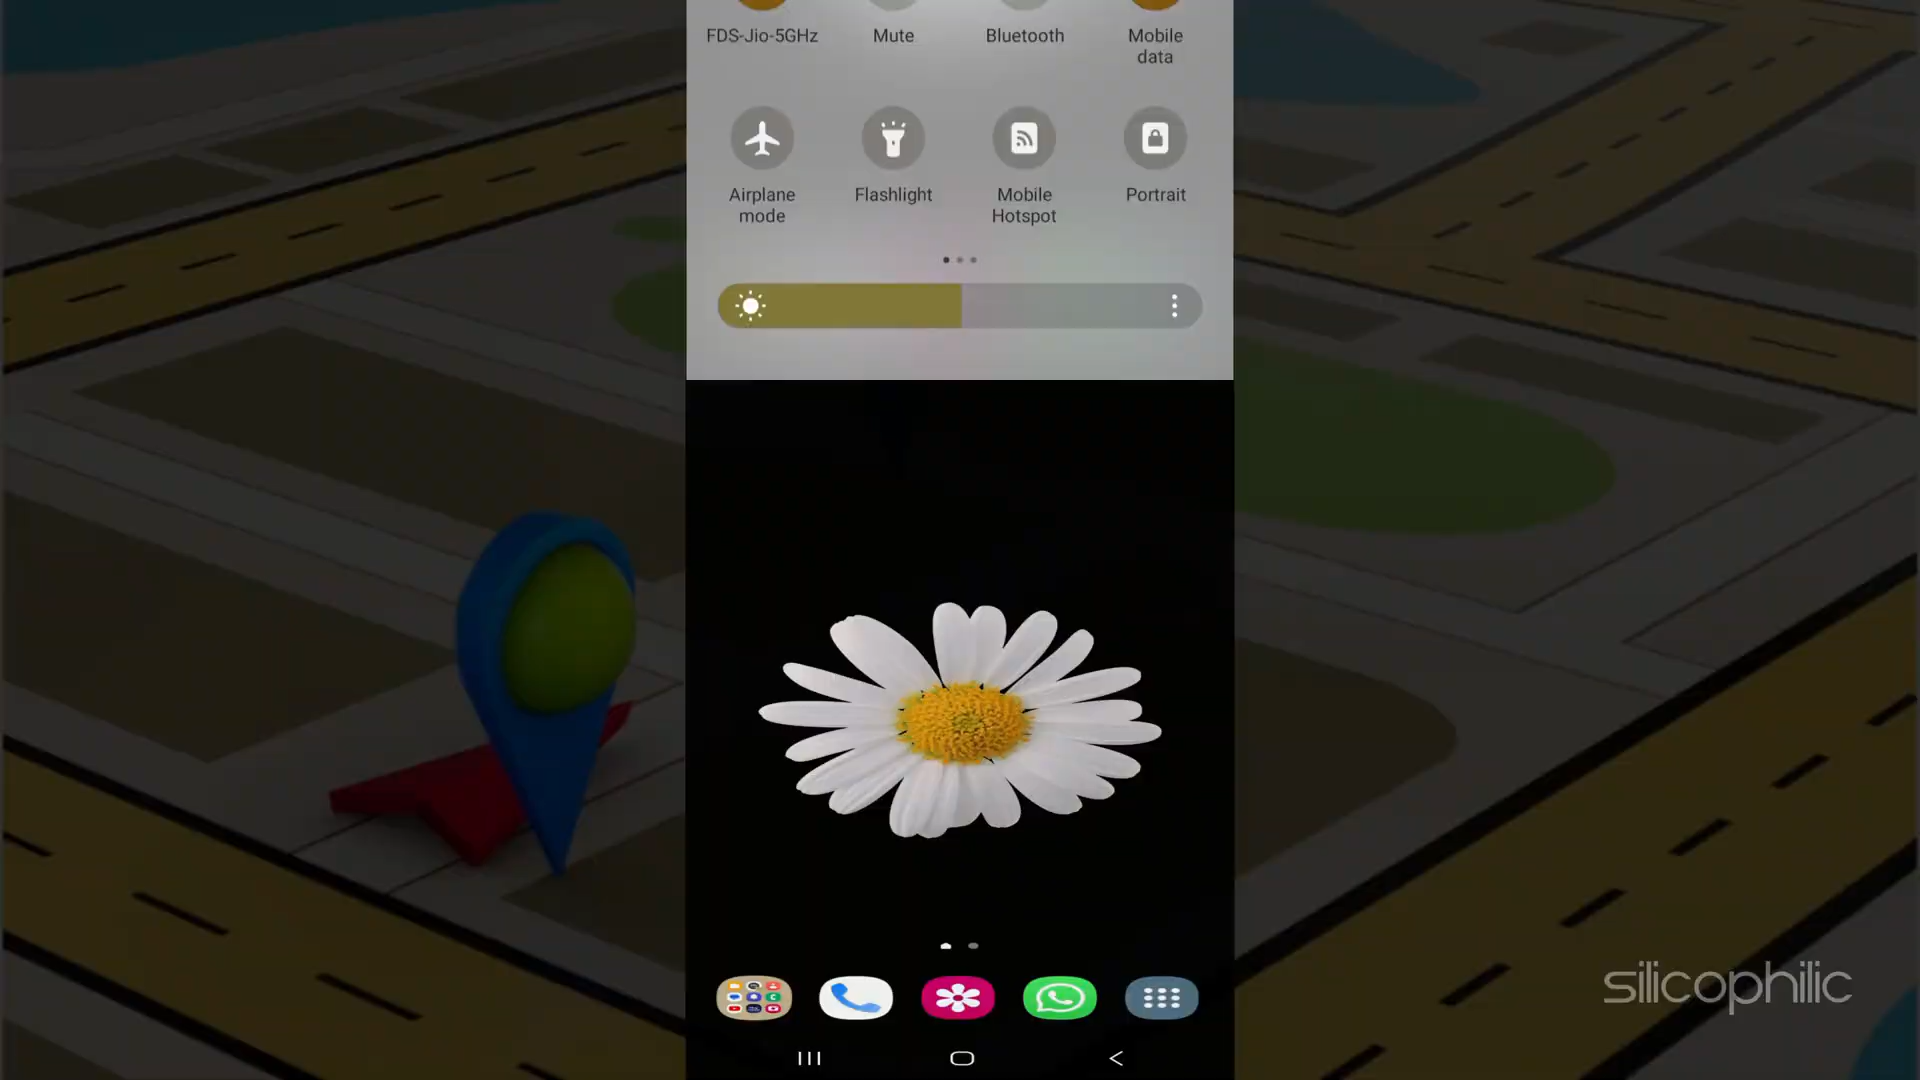 FDS-Jio-5GHz
Mute
Bluetooth
Mobile
data
Airplane
mode
Flashlight
Mobile
Hotspot
Portrait
silicophilic